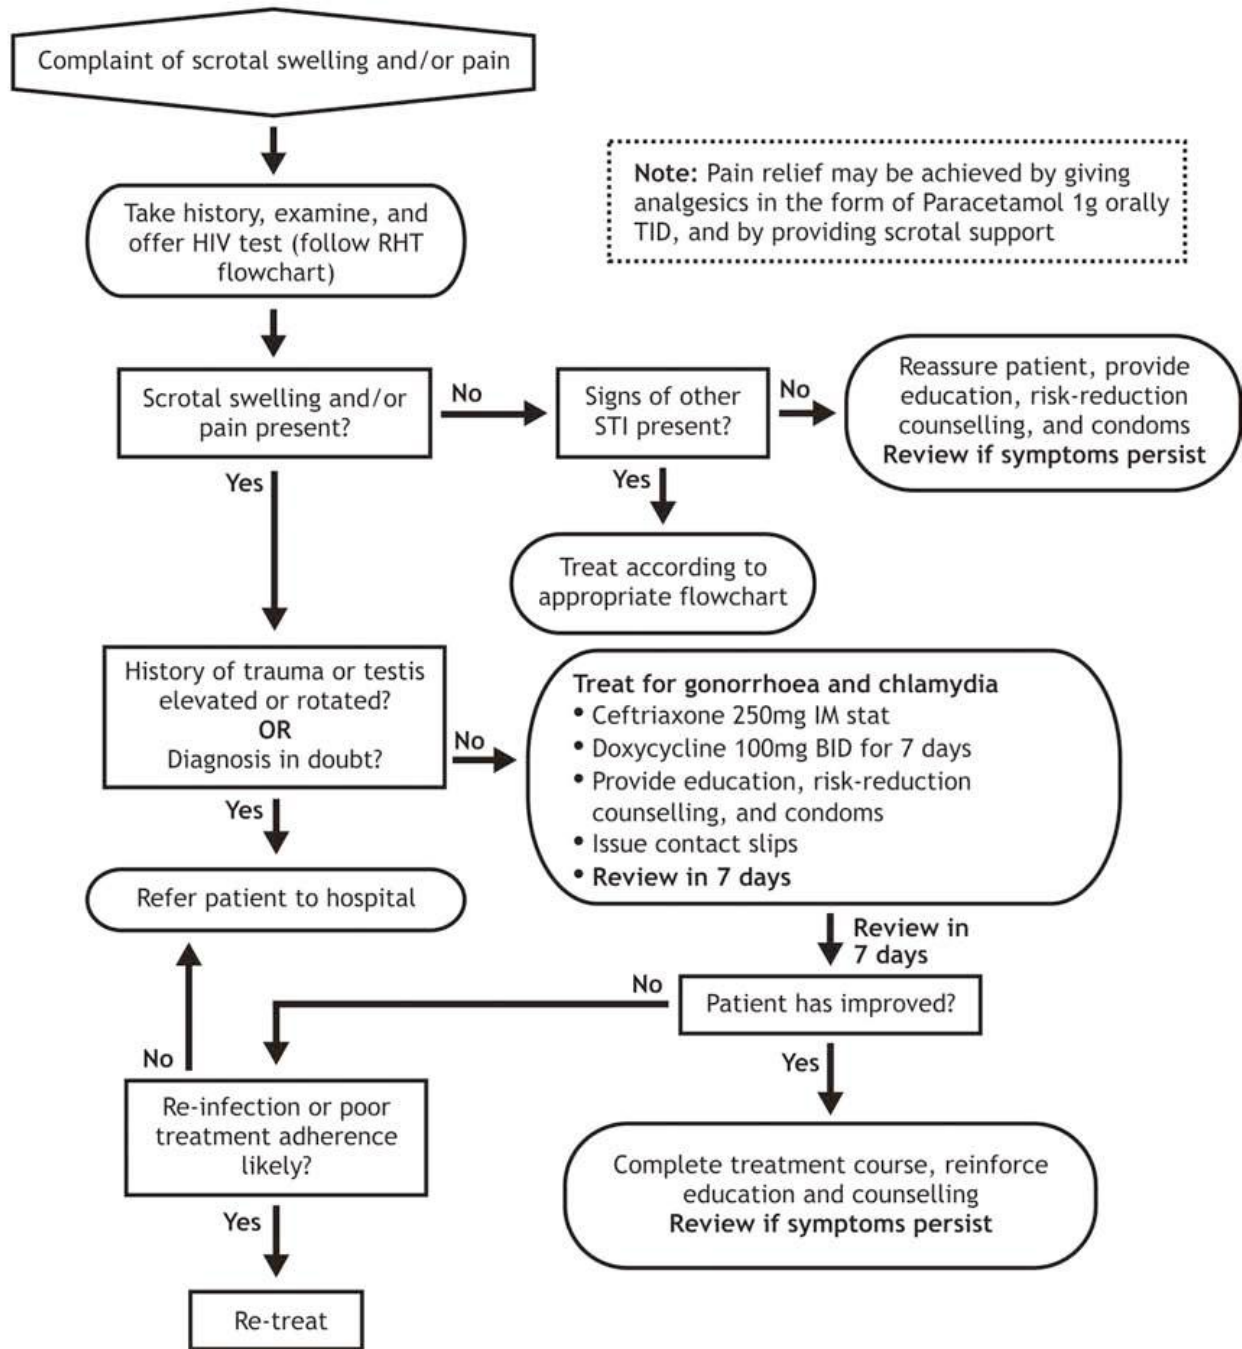 Complaint of scrotal swelling and/or pain
Note: Pain relief may be achieved by giving
analgesics in the form of Paracetamol 1g orally
TID, and by providing scrotal support
Take history, examine, and
offer HIV test (follow RHT
flowchart)
Scrotal swelling and/or
pain present?
No
Signs of other
STI present?
No
Reassure patient, provide
education, risk-reduction
counselling, and condoms
Review if symptoms persist
Yes
Yes
Treat according to
appropriate flowchart
History of trauma or testis
elevated or rotated?
OR
Diagnosis in doubt?
No
Treat for gonorrhoea and chlamydia
• Ceftriaxone 250mg IM stat
• Doxycycline 100mg BID for 7 days
• Provide education, risk-reduction
counselling, and condoms
• Issue contact slips
• Review in 7 days
Yes
Refer patient to hospital
Review in
7 days
No
Patient has improved?
No
Yes
Re-infection or poor
treatment adherence
likely?
Complete treatment course, reinforce
education and counselling
Review if symptoms persist
Yes
Re-treat